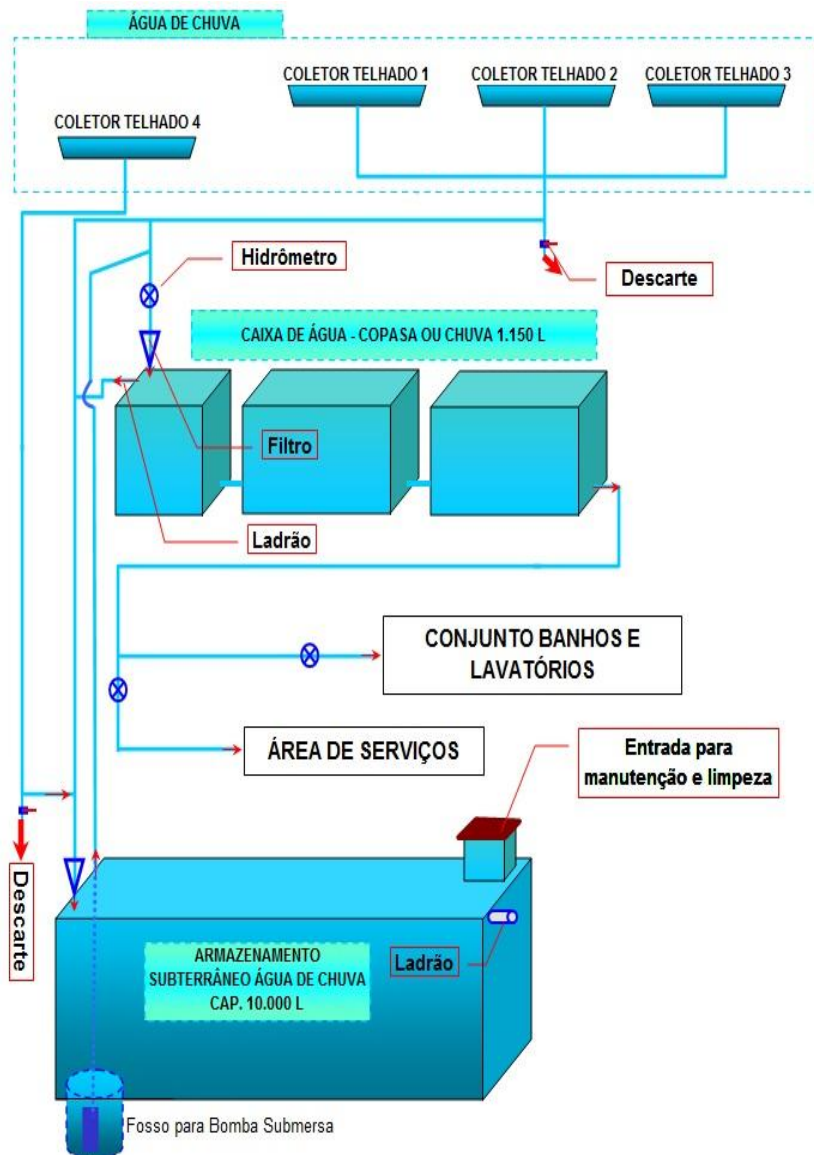 ÁGUA DE CHUVA
COLETOR TELHADO 1
COLETOR TELHADO 2
COLETOR TELHADO 3
COLETOR TELHADO 4
Hidrômetro
Descarte
CAIXA DE ÁGUA - COPASA OU CHUVA 1.150 L
Filtro
Ladrão
CONJUNTO BANHOS E
LAVATÓRIOS
ÁREA DE SERVIÇOS
Entrada para
manutenção e limpeza
Descarte
ARMAZENAMENTO
SUBTERRÂNEO ÁGUA DE CHUVA
CAP. 10.000 L
Ladrão
Fosso para Bomba Submersa